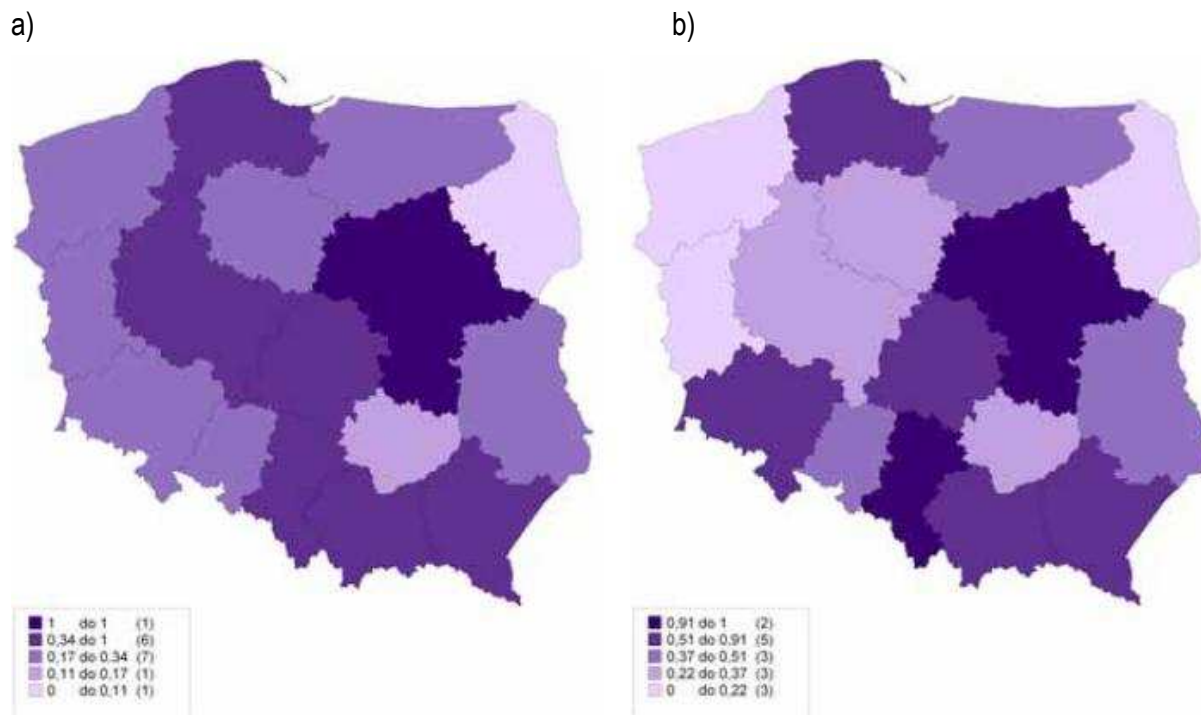 a)
b)
1 do 1 (1)
0,34 do 1 (6)
0,17 do 0,34 (7)
0,11 do 0,17 (1)
0 do 0,11 (1)
0,91 do 1 (2)
0,51 do 0,91 (5)
0,37 do 0,51 (3)
0,22 do 0,37 (3)
0 do 0,22 (3)